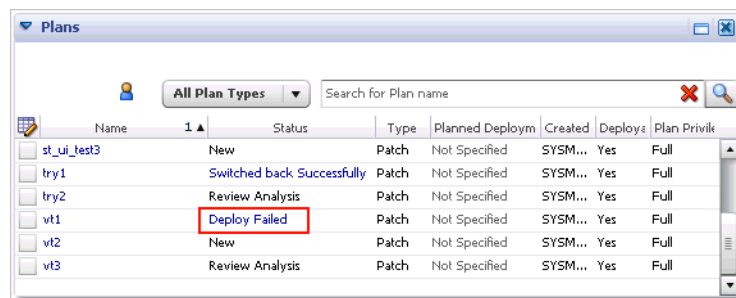 Plans
All Plan Types Search for Plan name
Name 1 Status Type Planned Deploym Created Deploya Plan Privile
st_ui_test3 New Patch Not Specified SYSM... Yes Full
try1 Switched back Successfully Patch Not Specified SYSM... Yes Full
try2 Review Analysis Patch Not Specified SYSM... Yes Full
vt1 Deploy Failed Patch Not Specified SYSM... Yes Full
vt2 New Patch Not Specified SYSM... Yes Full
vt3 Review Analysis Patch Not Specified SYSM... Yes Full